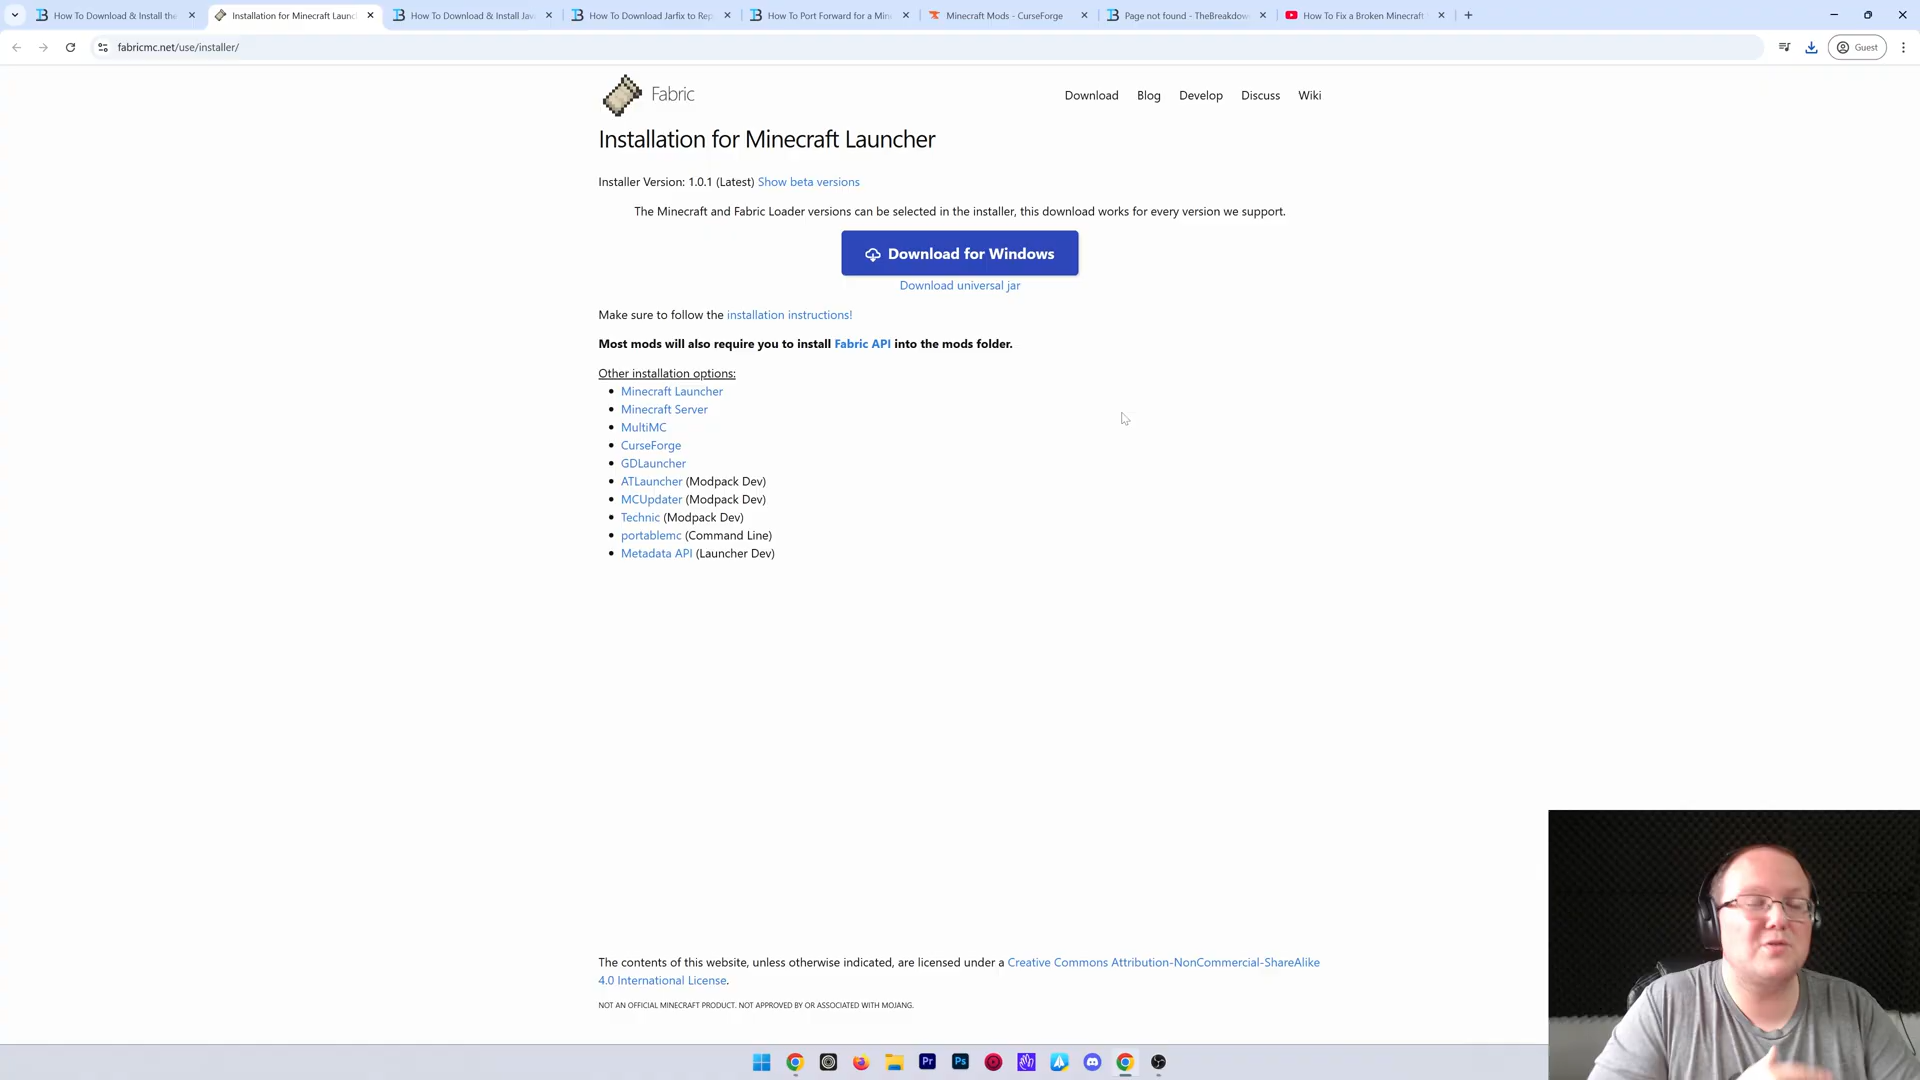 How To Download & Install the
Installation for Minecraft Launc
How To Download & Install Jav
How To Download Jarfix to Rep
How To Port Forward for a Min
Minecraft Mods - CurseForge
Page not found - TheBreakdow
How To Fix a Broken Minecraft
fabricmc.net/use/installer/
Guest
Fabric
Download Blog Develop Discuss Wiki
Installation for Minecraft Launcher
Installer Version: 1.0.1 (Latest) Show beta versions
The Minecraft and Fabric Loader versions can be selected in the installer, this download works for every version we support.
Download for Windows
Download universal jar
Make sure to follow the installation instructions!
Most mods will also require you to install Fabric API into the mods folder.
Other installation options:
Minecraft Launcher
Minecraft Server
MultiMC
CurseForge
GDLauncher
ATLauncher (Modpack Dev)
MCUpdater (Modpack Dev)
Technic (Modpack Dev)
portablemc (Command Line)
Metadata API (Launcher Dev)
The contents of this website, unless otherwise indicated, are licensed under a Creative Commons Attribution-NonCommercial-ShareAlike
4.0 International License.
NOT AN OFFICIAL MINECRAFT PRODUCT. NOT APPROVED BY OR ASSOCIATED WITH MOJANG.
Pr
Ps